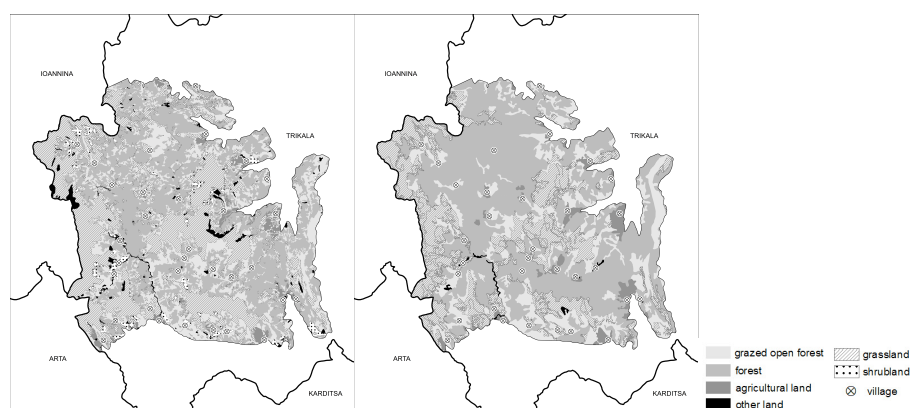 IOANNINA
TRIKALA
ARTA
KARDITSA
IOANNINA
TRIKALA
ARTA
KARDITSA
grazed open forest
forest
agricultural land
other land
grassland
shrubland
village